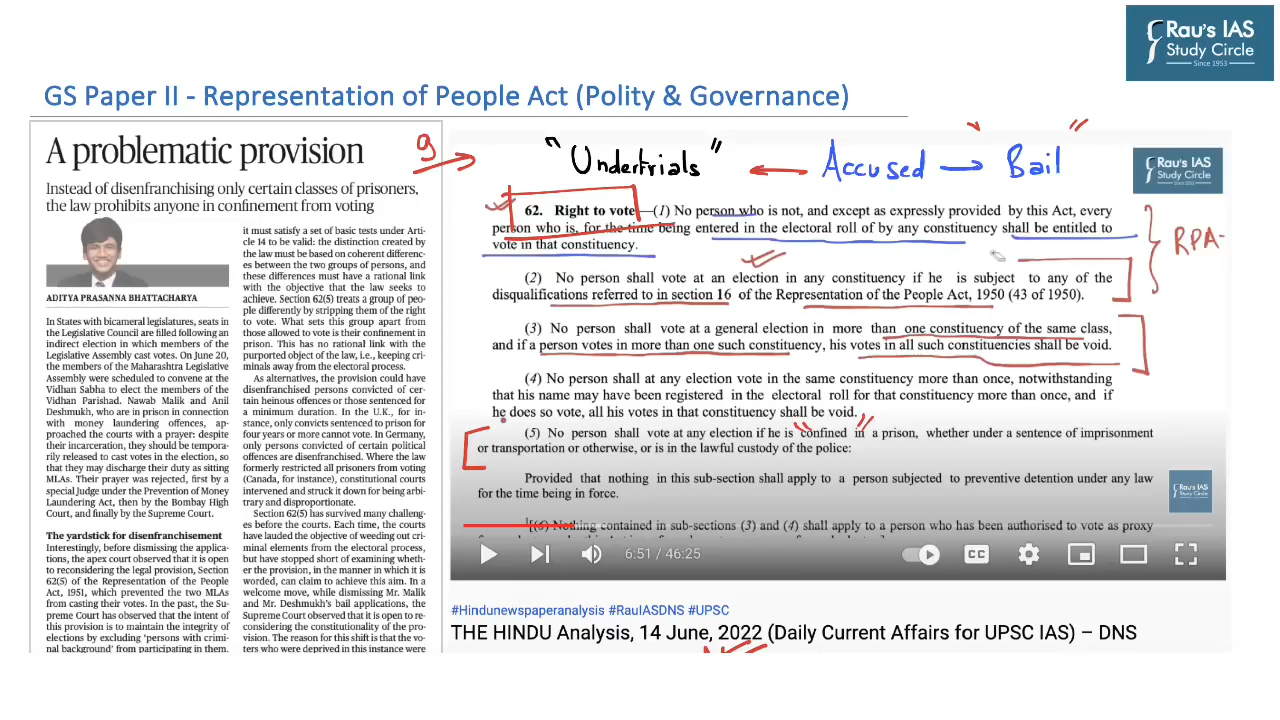 Rau's IAS
Study Circle
Since 1953
GS Paper II - Representation of People Act (Polity & Governance)
A problematic provision
Instead of disenfranchising only certain classes of prisoners,
the law prohibits anyone in confinement from voting
ADITYA PRASANNA BHATTACHARYA
In States with bicameral legislatures, seats in
the Legislative Council are filled following an
indirect election in which members of the
Legislative Assembly cast votes. On June 20,
the members of the Maharashtra Legislative
Assembly were scheduled to convene at the
Vidhan Sabha to elect the members of the
Vidhan Parishad. Nawab Malik and Anil
Deshmukh, who are in prison in connection
with money laundering offences, ap-
proached the courts with a prayer: despite
their incarceration, they should be tempora-
rily released to cast votes in the election, so
that they may discharge their duty as sitting
MLAs. Their prayer was rejected, first by a
special Judge under the Prevention of Money
Laundering Act, then by the Bombay High
Court, and finally by the Supreme Court.
The yardstick for disenfranchisement
Interestingly, before dismissing the applica-
tions, the apex court observed that it is open
to reconsidering the legal provision, Section
62(5) of the Representation of the People
Act, 1951, which prevented the two MLAs
from casting their votes. In the past, the Su-
preme Court has observed that the intent of
this provision is to maintain the integrity of
elections by excluding 'persons with crimi-
nal background' from participating in them.
it must satisfy a set of basic tests under Arti-
cle 14 to be valid: the distinction created by
the law must be based on coherent differenc-
es between the two groups of persons, and
these differences must have a rational link
with the objective that the law seeks to
achieve. Section 62(5) treats a group of peo-
ple differently by stripping them of the right
to vote. What sets this group apart from
those allowed to vote is their confinement in
prison. This has no rational link with the
purported object of the law, i.e., keeping cri-
minals away from the electoral process.
As alternatives, the provision could have
disenfranchised persons convicted of cer-
tain heinous offences or those sentenced for
a minimum duration. In the U.K., for in-
stance, only convicts sentenced to prison for
four years or more cannot vote. In Germany,
only persons convicted of certain political
offences are disenfranchised. Where the law
formerly restricted all prisoners from voting
(Canada, for instance), constitutional courts
intervened and struck it down for being arbi-
trary and disproportionate.
Section 62(5) has survived many challeng-
es before the courts. Each time, the courts
have lauded the objective of weeding out cri-
minal elements from the electoral process,
but have stopped short of examining wheth-
er the provision, in the manner in which it is
worded, can claim to achieve this aim. In a
welcome move, while dismissing Mr. Malik
and Mr. Deshmukh's bail applications, the
Supreme Court observed that it is open to re-
considering the constitutionality of the pro-
vision. The reason for this shift is that the vo-
ters who were deprived in this instance were
"Undertrials" Accused Bail"
Rau's IAS
Study Circle
62. Right to vote.—(1) No person who is not, and except as expressly provided by this Act, every
person who is, for the time being entered in the electoral roll of any constituency shall be entitled to
vote in that constituency.
RPA-
(2) No person shall vote at an election in any constituency if he is subject to any of the
disqualifications referred to in section 16 of the Representation of the People Act, 1950 (43 of 1950).
(3) No person shall vote at a general election in more than one constituency of the same class,
and if a person votes in more than one such constituency, his votes in all such constituencies shall be void.
(4) No person shall at any election vote in the same constituency more than once, notwithstanding
that his name may have been registered in the electoral roll for that constituency more than once, and if
he does so vote, all his votes in that constituency shall be void.
(5) No person shall vote at any election if he is confined in a prison, whether under a sentence of imprisonment
or transportation or otherwise, or is in the lawful custody of the police:
Provided that nothing in this sub-section shall apply to a person subjected to preventive detention under any law
for the time being in force.
Rau's IAS
Study Circle
1[(6) Nothing contained in sub-sections (3) and (4) shall apply to a person who has been authorised to vote as proxy
6:51 / 46:25
CC
#Hindunewspaperanalysis #RauIASDNS #UPSC
THE HINDU Analysis, 14 June, 2022 (Daily Current Affairs for UPSC IAS) – DNS